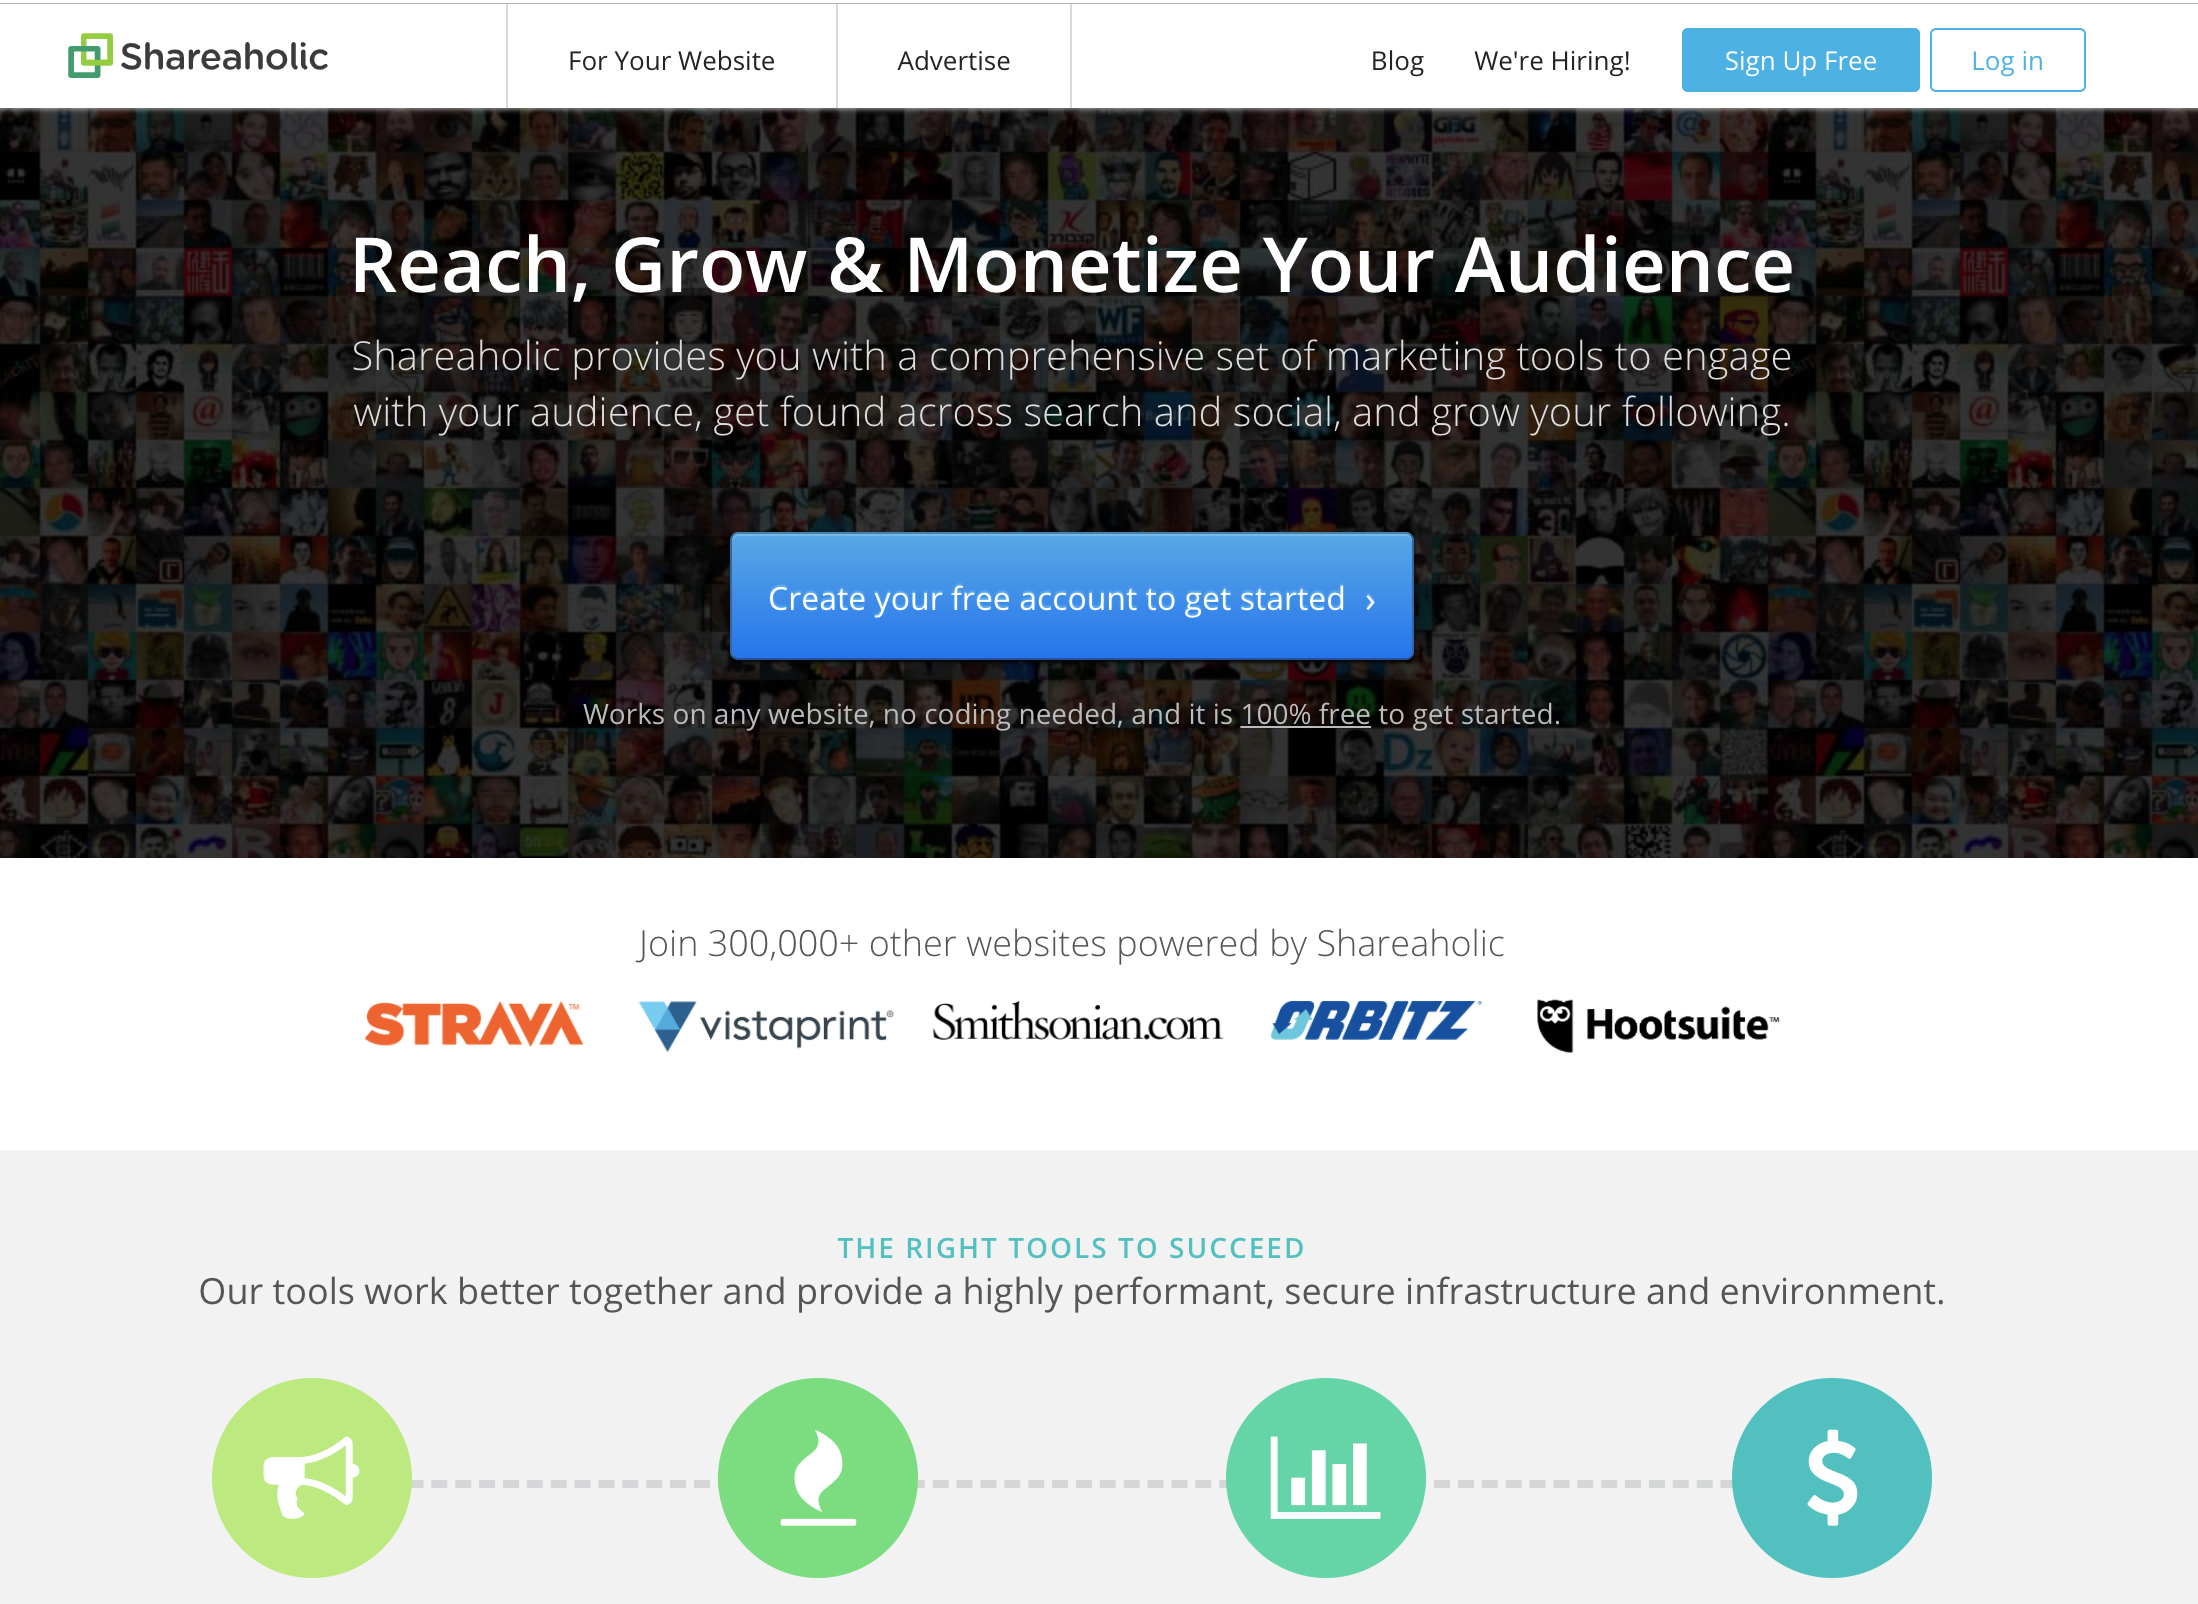 Shareaholic
For Your Website
Advertise
Blog
We're Hiring!
Sign Up Free
Log in
Reach, Grow & Monetize Your Audience
Shareaholic provides you with a comprehensive set of marketing tools to engage
with your audience, get found across search and social, and grow your following.
Create your free account to get started ›
Works on any website, no coding needed, and it is 100% free to get started.
Join 300,000+ other websites powered by Shareaholic
STRAVA™
vistaprint®
Smithsonian.com
ORBITZ
Hootsuite™
THE RIGHT TOOLS TO SUCCEED
Our tools work better together and provide a highly performant, secure infrastructure and environment.